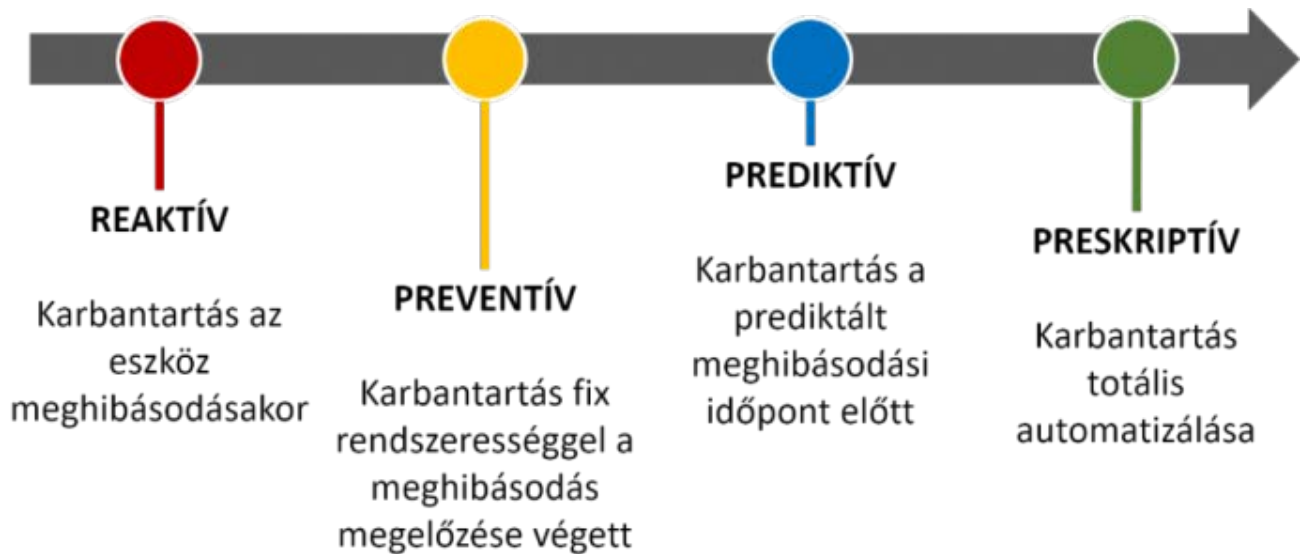 REAKTÍV
Karbantartás az
eszköz
meghibásodásakor
PREVENTÍV
Karbantartás fix
rendszerességgel a
meghibásodás
megelőzése végett
PREDIKTÍV
Karbantartás a
prediktált
meghibásodási
időpont előtt
PRESKRIPTÍV
Karbantartás
totális
automatizálása